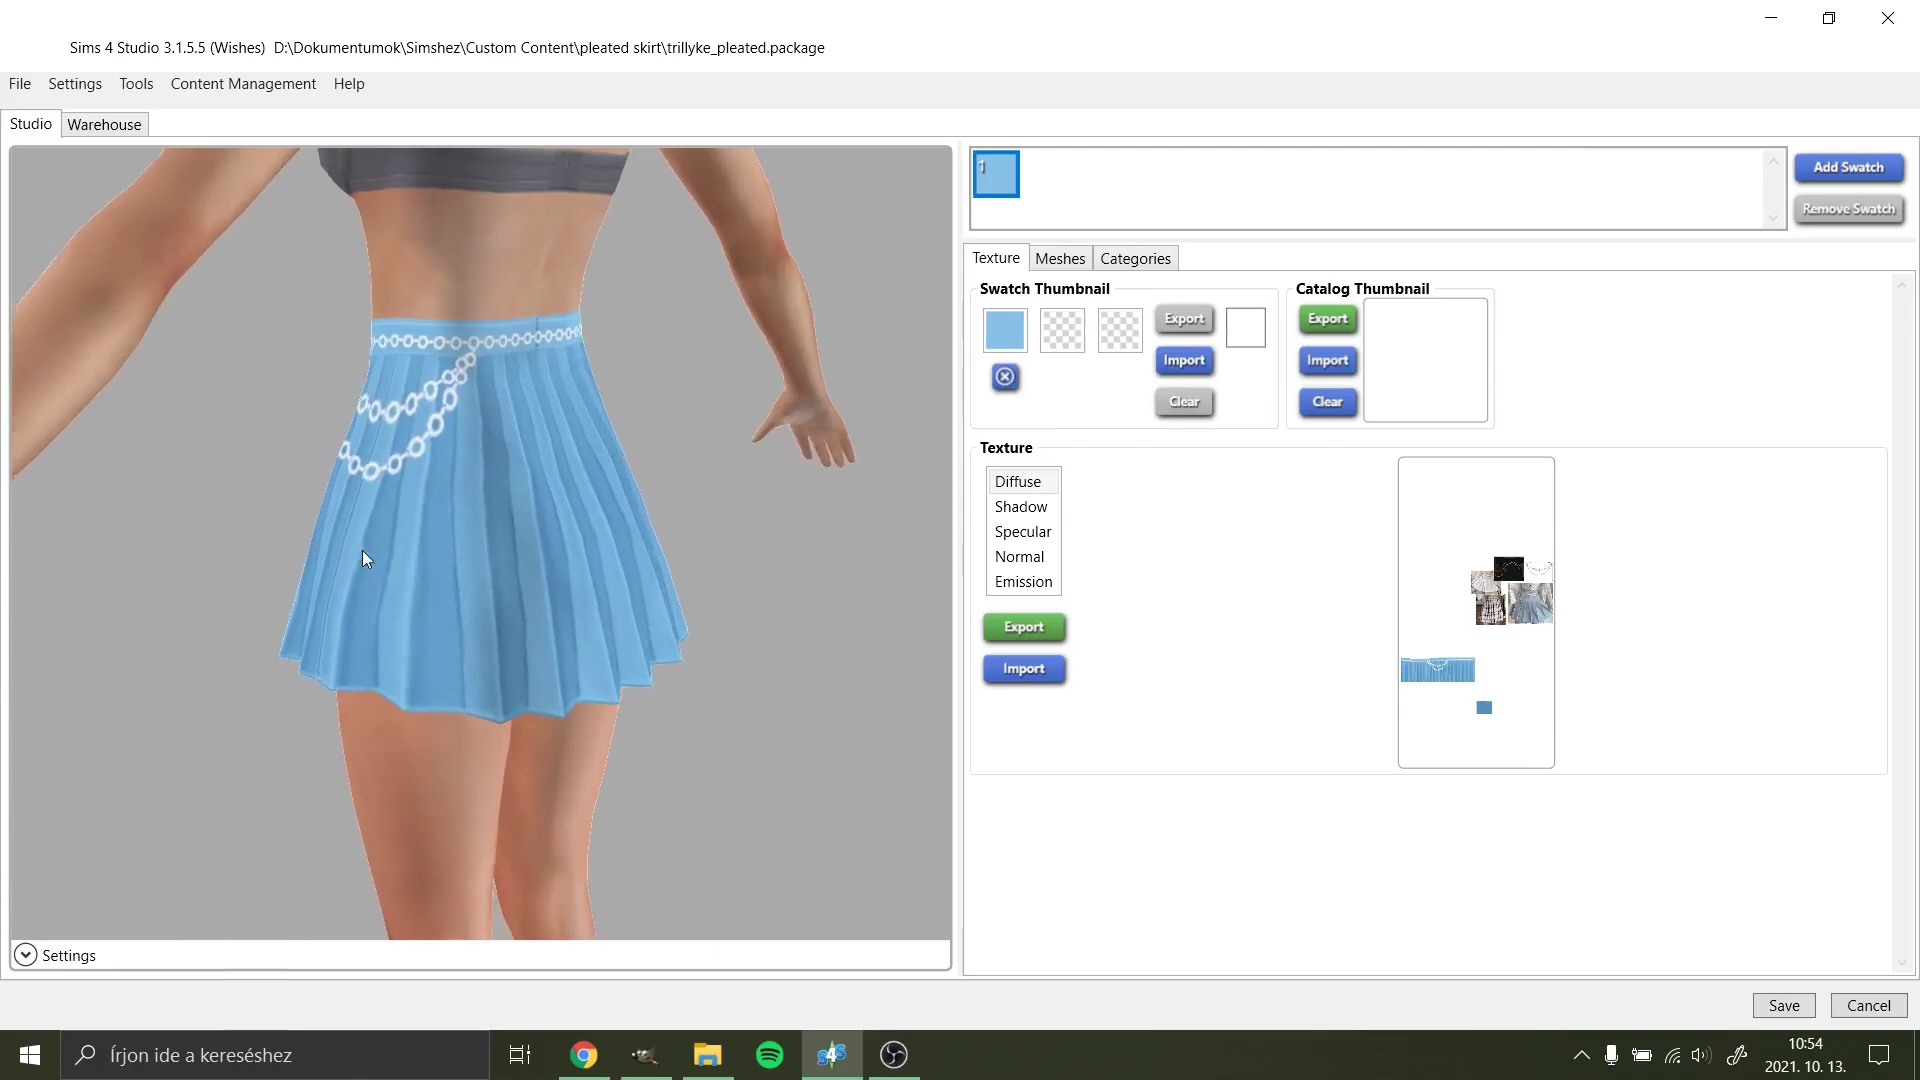 Sims 4 Studio 3.1.5.5 (Wishes) D:\Dokumentumok\Simshez\Custom Content\pleated skirt\trillyke_pleated.package
File Settings Tools Content Management Help
Studio Warehouse
1
Add Swatch
Remove Swatch
Texture Meshes Categories
Swatch Thumbnail
Catalog Thumbnail
Export
Import
Clear
Export
Import
Clear
Texture
Diffuse
Shadow
Specular
Normal
Emission
Export
Import
Settings
Save Cancel
Írjon ide a kereséshez
S4S
10:54
2021. 10. 13.